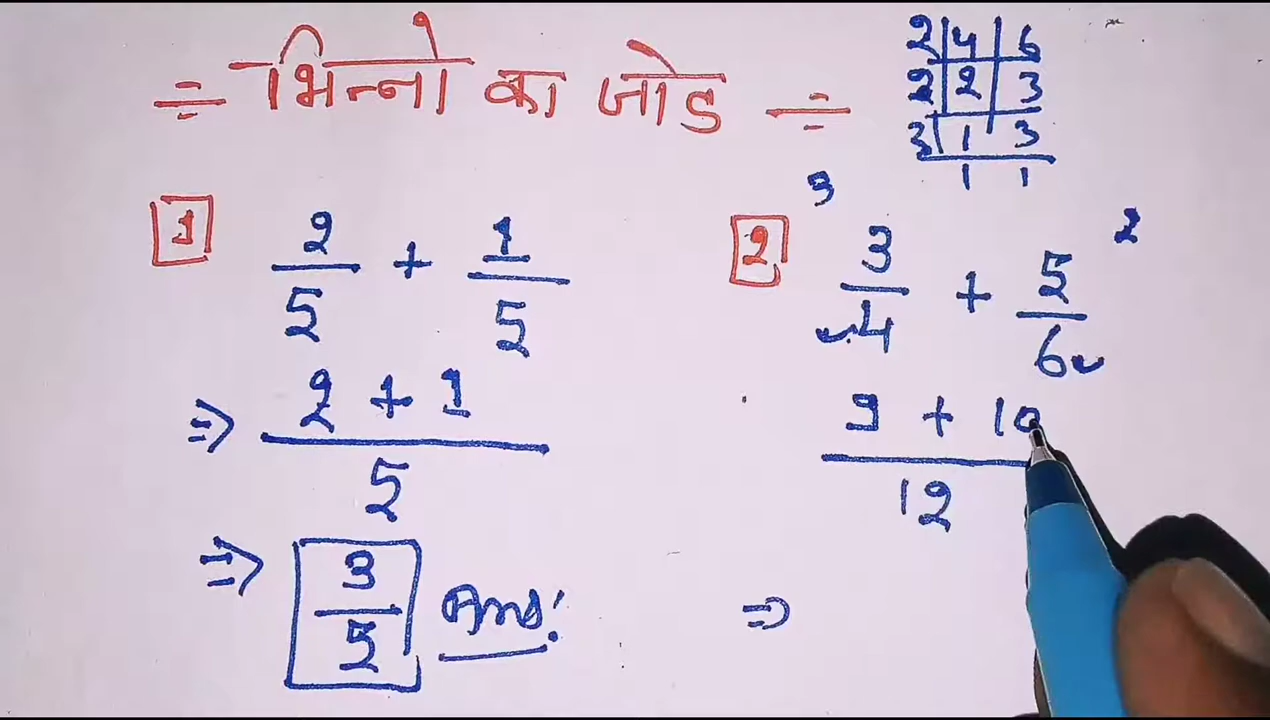 ÷ भिन्नो का जोड ÷
2 | 4 | 6
2 | 2 | 3
3 | 1 | 3
1 1
1
2/5 + 1/5
⇒ 2 + 1 / 5
⇒ 3/5 Ans:
2
3 2
3/4 + 5/6
9 + 10 / 12
⇒